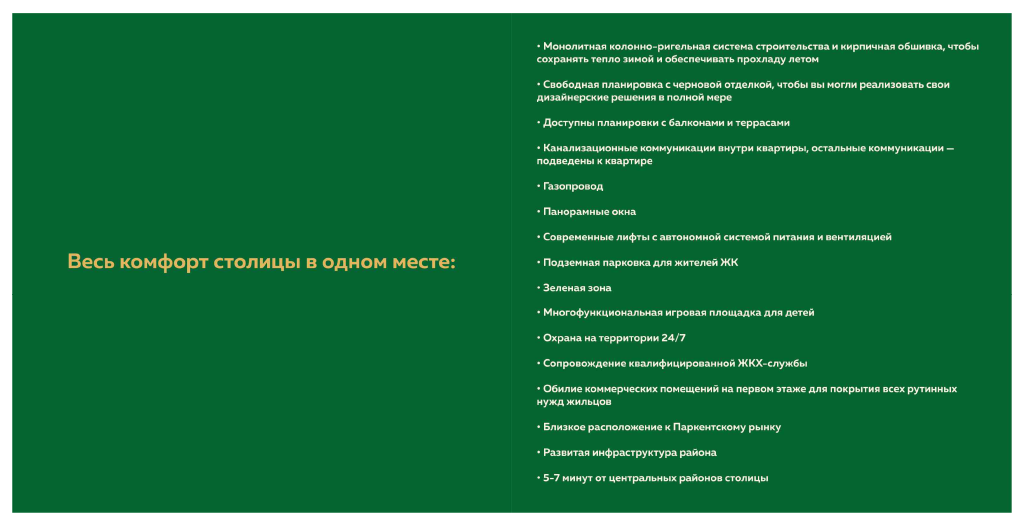 Весь комфорт столицы в одном месте:
• Монолитная колонно-ригельная система строительства и кирпичная обшивка, чтобы
сохранять тепло зимой и обеспечивать прохладу летом
• Свободная планировка с черновой отделкой, чтобы вы могли реализовать свои
дизайнерские решения в полной мере
• Доступны планировки с балконами и террасами
• Канализационные коммуникации внутри квартиры, остальные коммуникации —
подведены к квартире
• Газопровод
• Панорамные окна
• Современные лифты с автономной системой питания и вентиляцией
• Подземная парковка для жителей ЖК
• Зеленая зона
• Многофункциональная игровая площадка для детей
• Охрана на территории 24/7
• Сопровождение квалифицированной ЖКХ-службы
• Обилие коммерческих помещений на первом этаже для покрытия всех рутинных
нужд жильцов
• Близкое расположение к Паркентскому рынку
• Развитая инфраструктура района
• 5-7 минут от центральных районов столицы